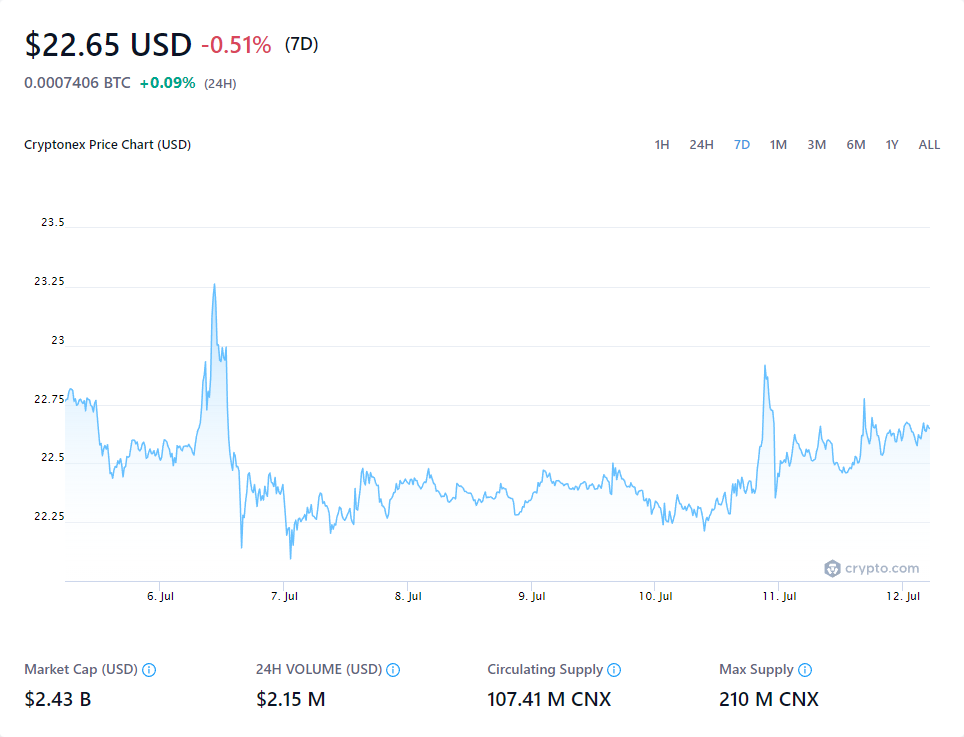 $22.65 USD -0.51% (7D)
0.0007406 BTC +0.09% (24H)
Cryptonex Price Chart (USD) 1H 24H 7D 1M 3M 6M 1Y ALL
23.5
23.25
23
22.75
22.5
22.25
crypto.com
6. Jul 7. Jul 8. Jul 9. Jul 10. Jul 11. Jul 12. Jul
Market Cap (USD) 24H VOLUME (USD) Circulating Supply Max Supply
$2.43 B $2.15 M 107.41 M CNX 210 M CNX